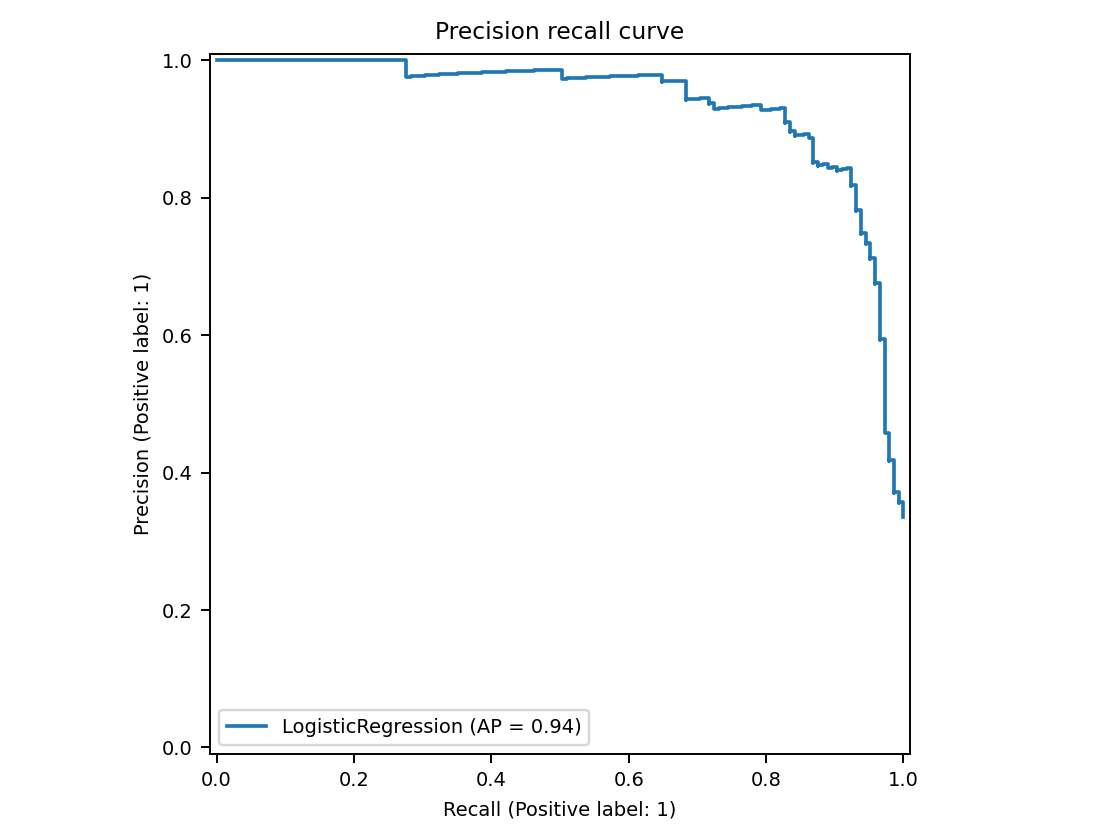 Precision recall curve
1.0
0.8
0.6
0.4
0.2
0.0
Precision (Positive label: 1)
LogisticRegression (AP = 0.94)
0.0 0.2 0.4 0.6 0.8 1.0
Recall (Positive label: 1)